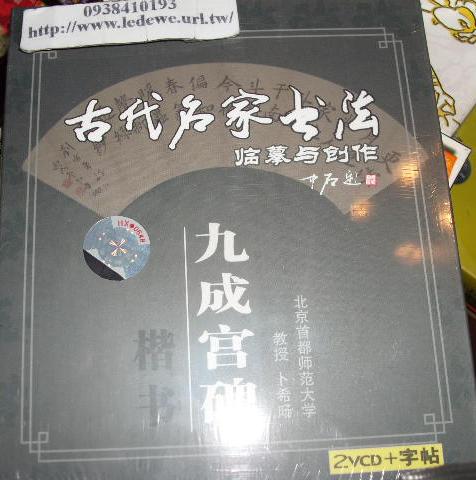 0938410193
http://www.ledewe.url.tw/
古代名家书法
临摹与创作
九成宫碑
楷书
北京首都师范大学
教授 卜希旸
2VCD+字帖